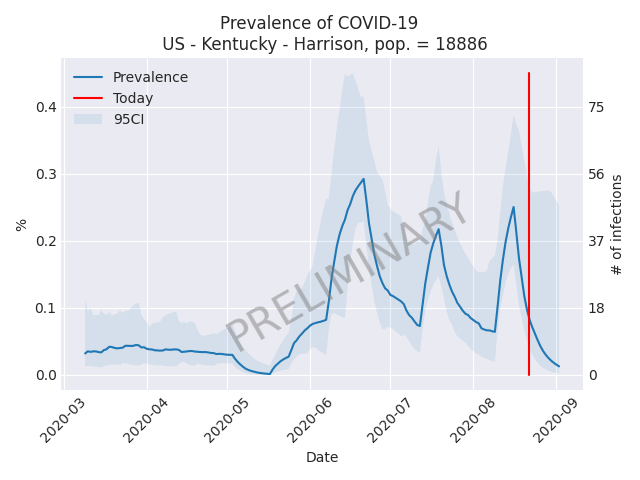 Prevalence of COVID-19
US - Kentucky - Harrison, pop. = 18886
Prevalence
Today
95CI
0.4
0.3
0.2
0.1
0.0
%
75
56
37
18
0
# of infections
PRELIMINARY
2020-03
2020-04
2020-05
2020-06
2020-07
2020-08
2020-09
Date